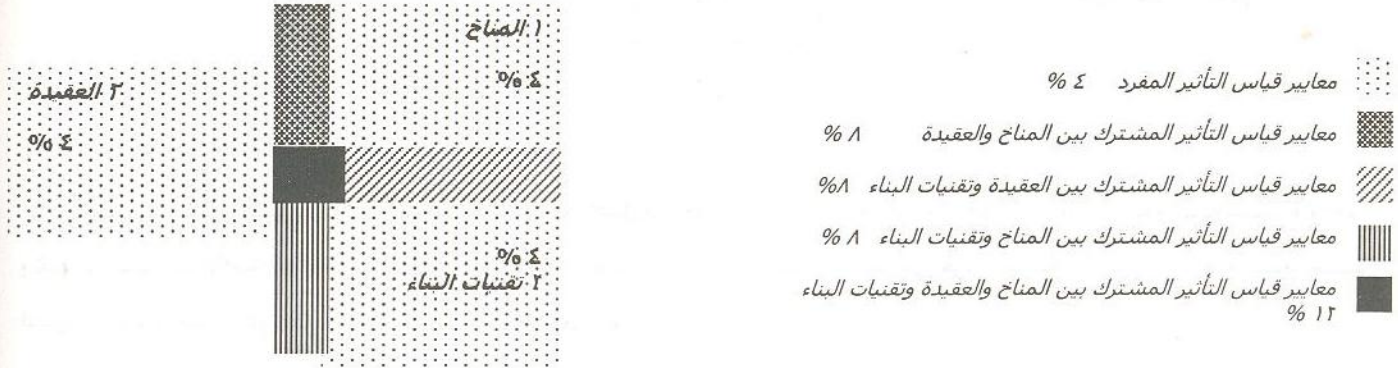 ١ المناخ
٤ %
٢ العقيدة
٤ %
٤ %
٢ تقنيات البناء
معايير قياس التأثير المفرد ٤ %
معايير قياس التأثير المشترك بين المناخ والعقيدة ٨ %
معايير قياس التأثير المشترك بين العقيدة وتقنيات البناء ٨%
معايير قياس التأثير المشترك بين المناخ وتقنيات البناء ٨ %
معايير قياس التأثير المشترك بين المناخ والعقيدة وتقنيات البناء
١٢ %